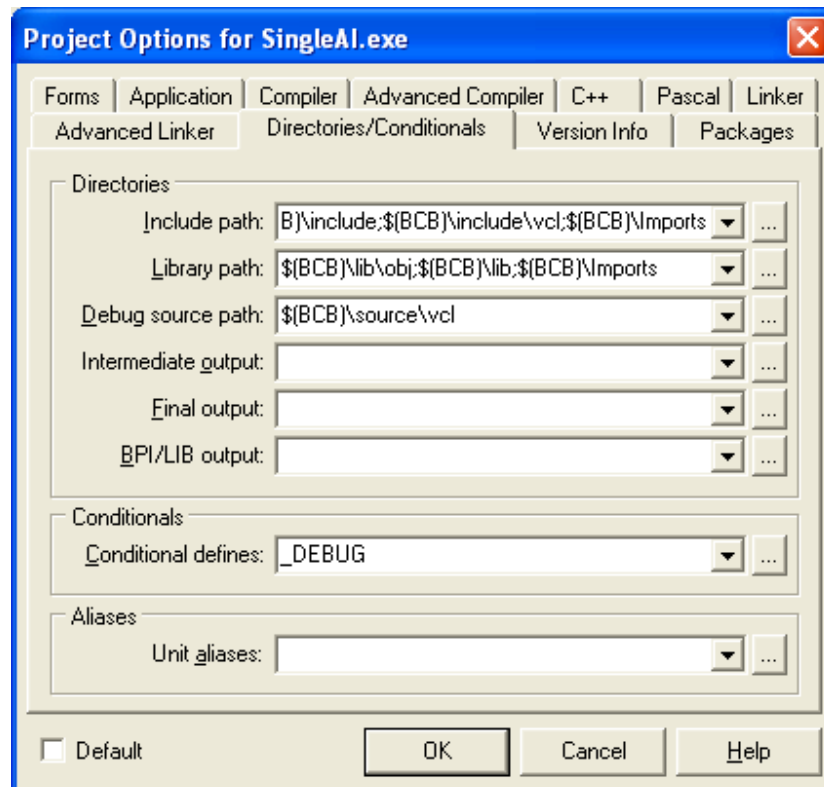 Project Options for SingleAI.exe
Forms Application Compiler Advanced Compiler C++ Pascal Linker
Advanced Linker Directories/Conditionals Version Info Packages
Directories
Include path: B)\include;$(BCB)\include\vcl;$(BCB)\Imports ...
Library path: $(BCB)\lib\obj;$(BCB)\lib;$(BCB)\Imports ...
Debug source path: $(BCB)\source\vcl ...
Intermediate output: ...
Final output: ...
BPI/LIB output: ...
Conditionals
Conditional defines: _DEBUG ...
Aliases
Unit aliases: ...
Default OK Cancel Help